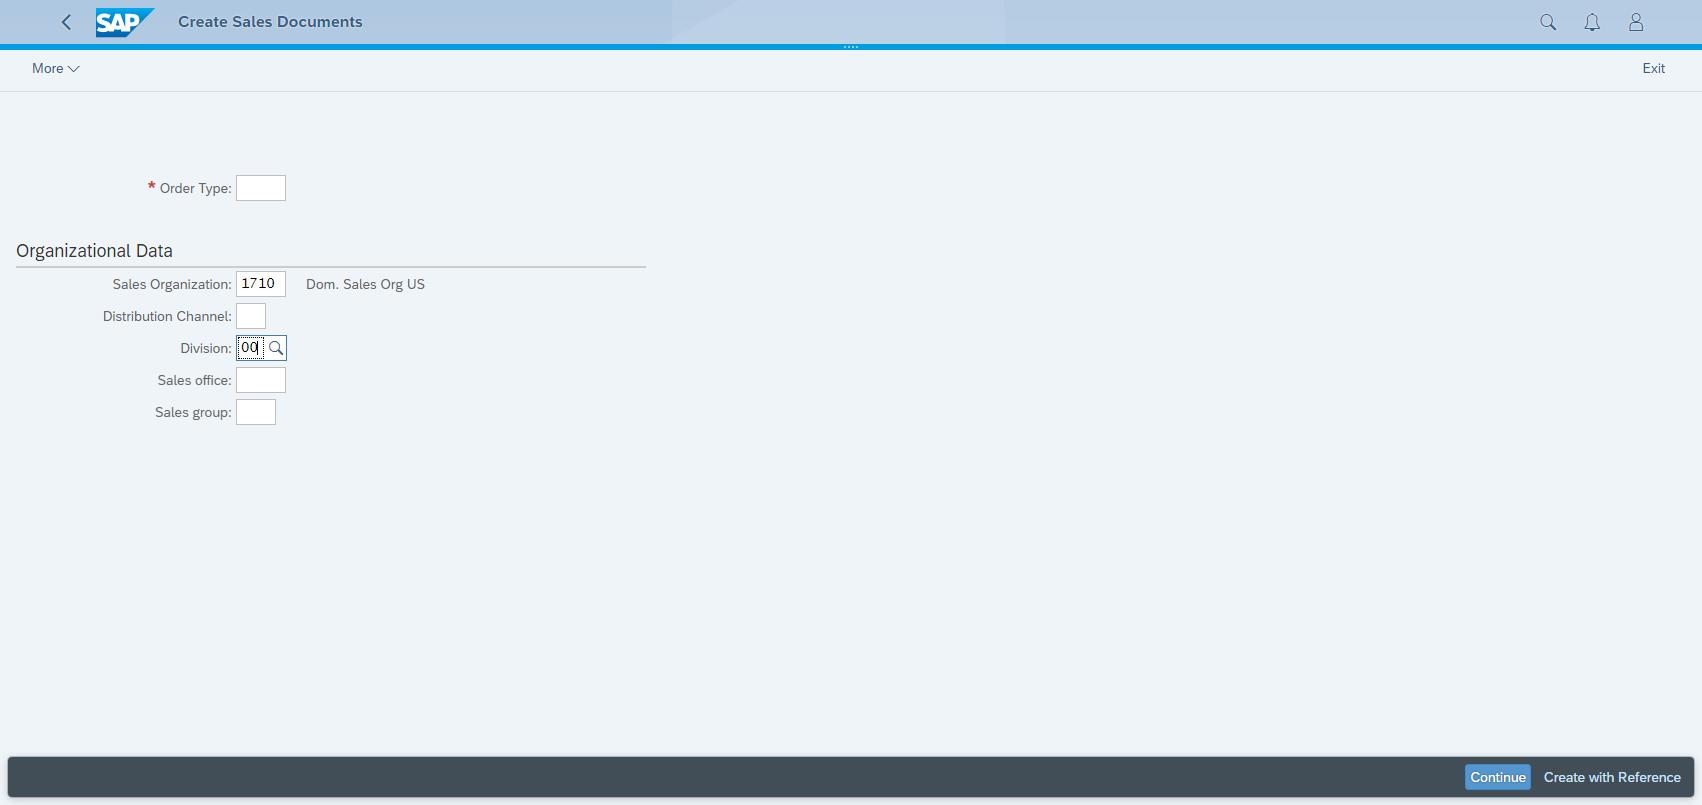 SAP Create Sales Documents
More
Exit
* Order Type:
Organizational Data
Sales Organization: 1710 Dom. Sales Org US
Distribution Channel:
Division: 00
Sales office:
Sales group:
Continue Create with Reference